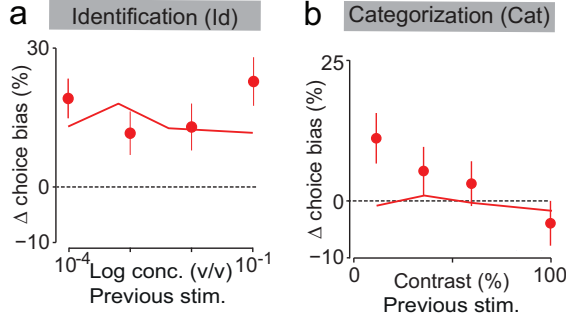 a Identification (Id)
30
0
−10
Δ choice bias (%)
10-4 10-1
Log conc. (v/v)
Previous stim.
b Categorization (Cat)
25
0
−25
Δ choice bias (%)
0 100
Contrast (%)
Previous stim.